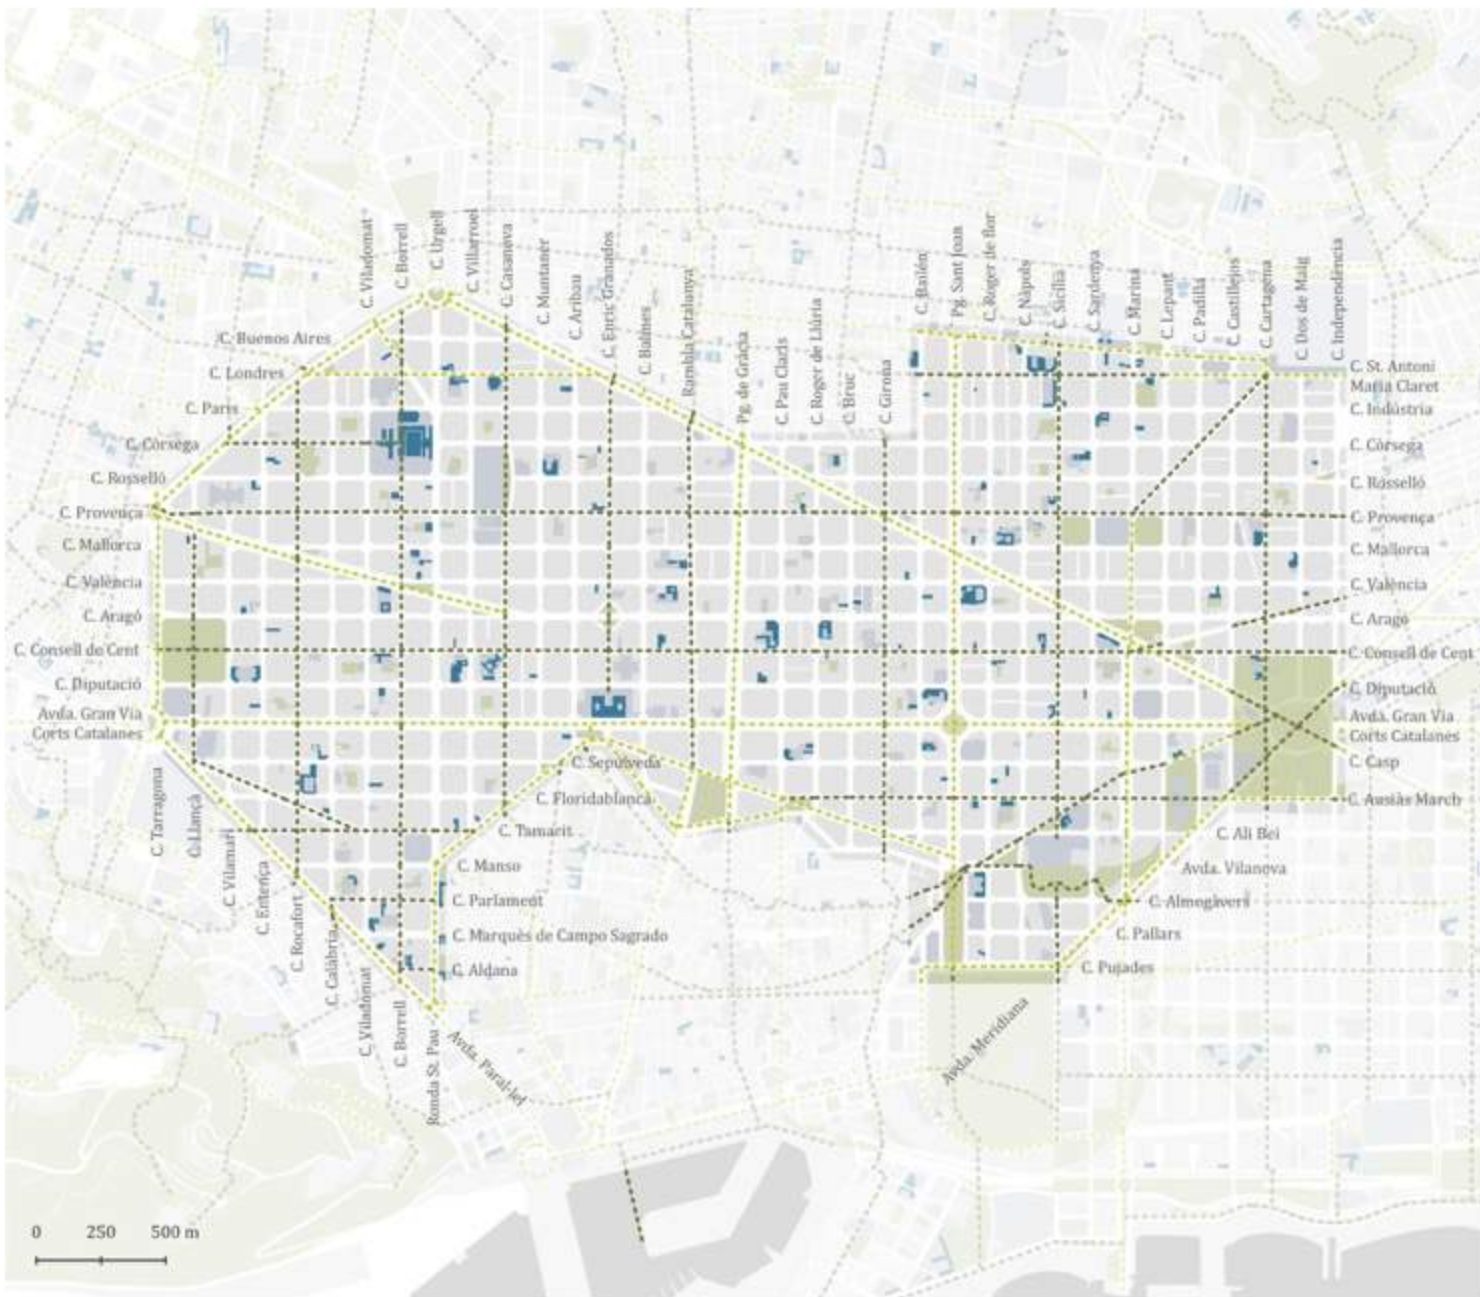 C. Viladomat
C. Borrell
C. Urgell
C. Villarroel
C. Casanova
C. Muntaner
C. Aribau
C. Enric Granados
C. Balmes
Rambla Catalunya
Pg. de Gràcia
C. Pau Claris
C. Roger de Llúria
C. Bruc
C. Girona
C. Bailén
Pg. Sant Joan
C. Roger de flor
C. Nàpols
C. Sicilia
C. Sardenya
C. Marina
C. Lepant
C. Padilla
C. Castillejos
C. Cartagena
C. Dos de Maig
C. Independència
C. Buenos Aires
C. Londres
C. Paris
C. Còrsega
C. Rosselló
C. Provença
C. Mallorca
C. València
C. Aragó
C. Consell de Cent
C. Diputació
Avda. Gran Via
Corts Catalanes
C. St. Antoni
Maria Claret
C. Indústria
C. Còrsega
C. Rosselló
C. Provença
C. Mallorca
C. València
C. Aragó
C. Consell de Cent
C. Diputació
Avda. Gran Via
Corts Catalanes
C. Casp
C. Ausiàs March
C. Ali Bei
Avda. Vilanova
C. Almogàvers
C. Pallars
C. Pujades
Avda. Meridiana
C. Sepúlveda
C. Floridablanca
C. Tamarit
C. Manso
C. Parlament
C. Marquès de Campo Sagrado
C. Aldana
C. Tarragona
C. Llançà
C. Vilamarí
C. Entença
C. Rocafort
C. Calàbria
C. Viladomat
C. Borrell
Ronda St. Pau
Avda. Paral·lel
0 250 500 m